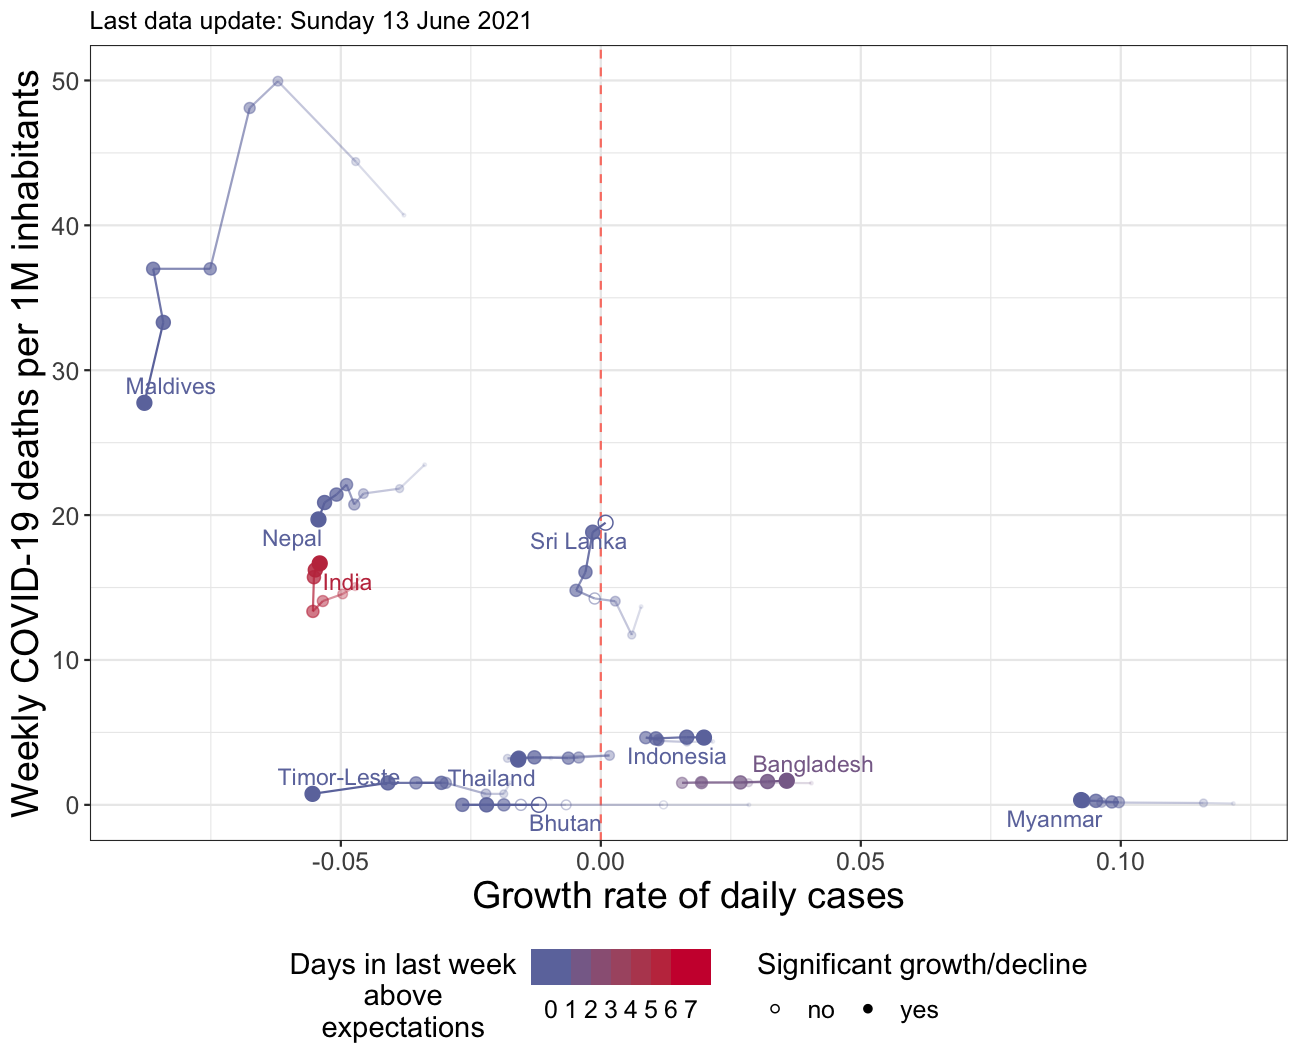 Last data update: Sunday 13 June 2021
Weekly COVID-19 deaths per 1M inhabitants
50
40
30
20
10
0
Maldives
Nepal
India
Sri Lanka
Indonesia
Bangladesh
Timor-Leste
Thailand
Bhutan
Myanmar
-0.05
0.00
0.05
0.10
Growth rate of daily cases
Days in last week
above
expectations
0 1 2 3 4 5 6 7
Significant growth/decline
no
yes